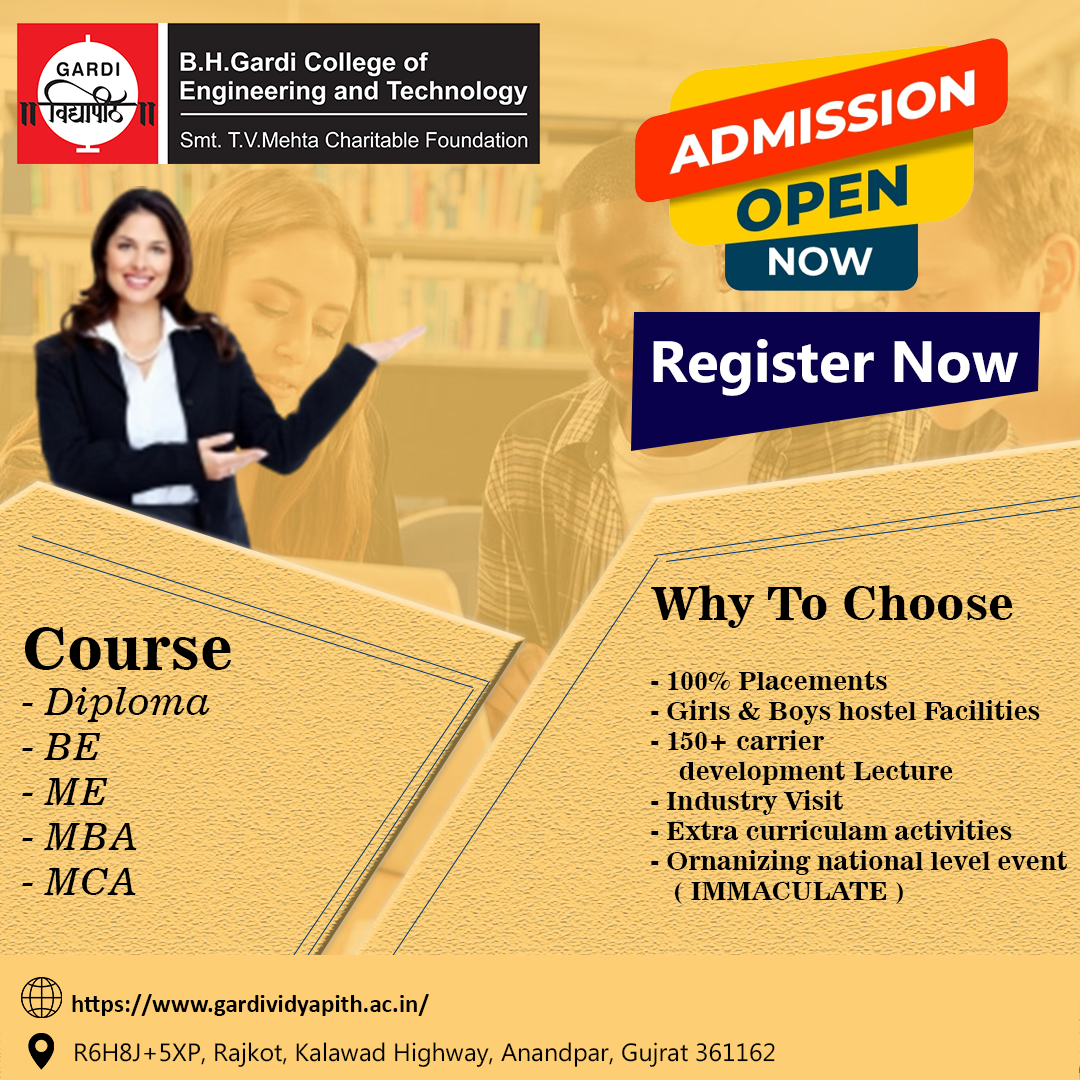 GARDI
॥ विद्यापीठ ॥
B.H.Gardi College of
Engineering and Technology
Smt. T.V.Mehta Charitable Foundation
ADMISSION
OPEN
NOW
Register Now
Course
- Diploma
- BE
- ME
- MBA
- MCA
Why To Choose
- 100% Placements
- Girls & Boys hostel Facilities
- 150+ carrier
development Lecture
- Industry Visit
- Extra curriculam activities
- Ornanizing national level event
( IMMACULATE )
https://www.gardividyapith.ac.in/
R6H8J+5XP, Rajkot, Kalawad Highway, Anandpar, Gujrat 361162